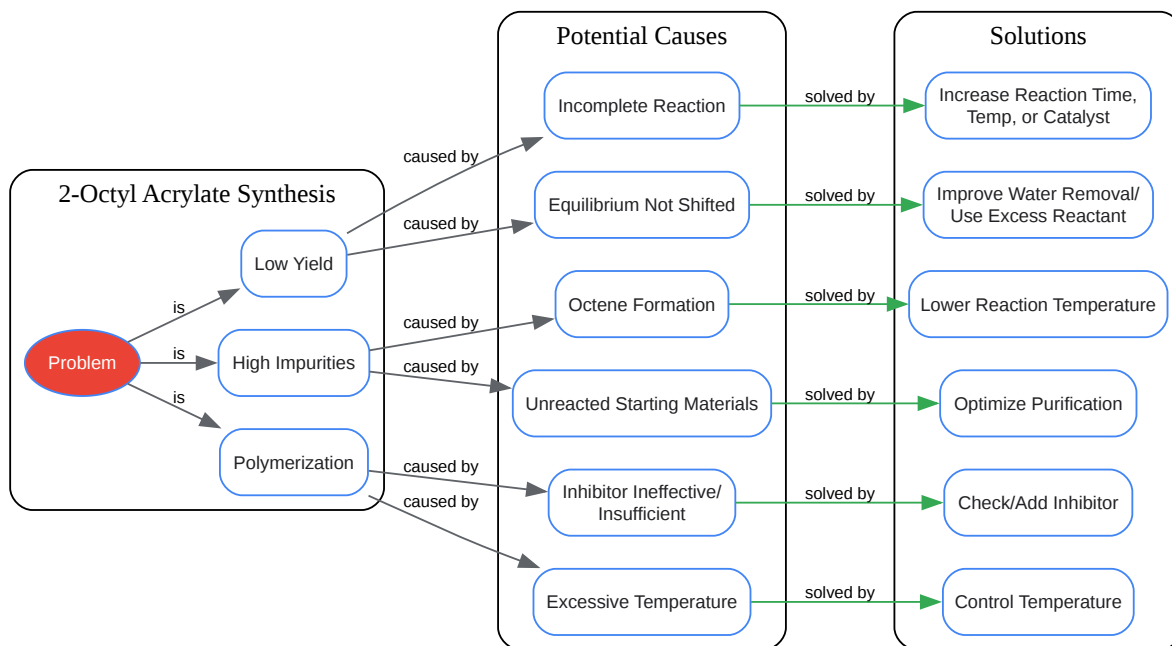 Potential Causes
Solutions
Incomplete Reaction
solved by
Increase Reaction Time,
Temp, or Catalyst
caused by
2-Octyl Acrylate Synthesis
Equilibrium Not Shifted
solved by
Improve Water Removal/
Use Excess Reactant
caused by
Low Yield
is
Octene Formation
solved by
Lower Reaction Temperature
caused by
Problem
is
High Impurities
caused by
Unreacted Starting Materials
solved by
Optimize Purification
is
Polymerization
caused by
Inhibitor Ineffective/
Insufficient
solved by
Check/Add Inhibitor
caused by
Excessive Temperature
solved by
Control Temperature